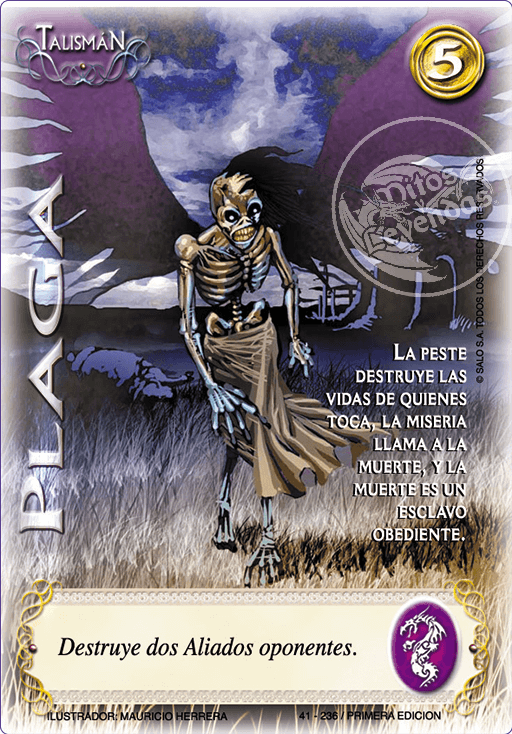 TALISMÁN
5
Mitos
Leyendas
PLAGA
© SALO S.A. TODOS LOS DERECHOS RESERVADOS
LA PESTE
DESTRUYE LAS
VIDAS DE QUIENES
TOCA, LA MISERIA
LLAMA A LA
MUERTE, Y LA
MUERTE ES UN
ESCLAVO
OBEDIENTE.
Destruye dos Aliados oponentes.
ILUSTRADOR: MAURICIO HERRERA
41 - 236 / PRIMERA EDICION